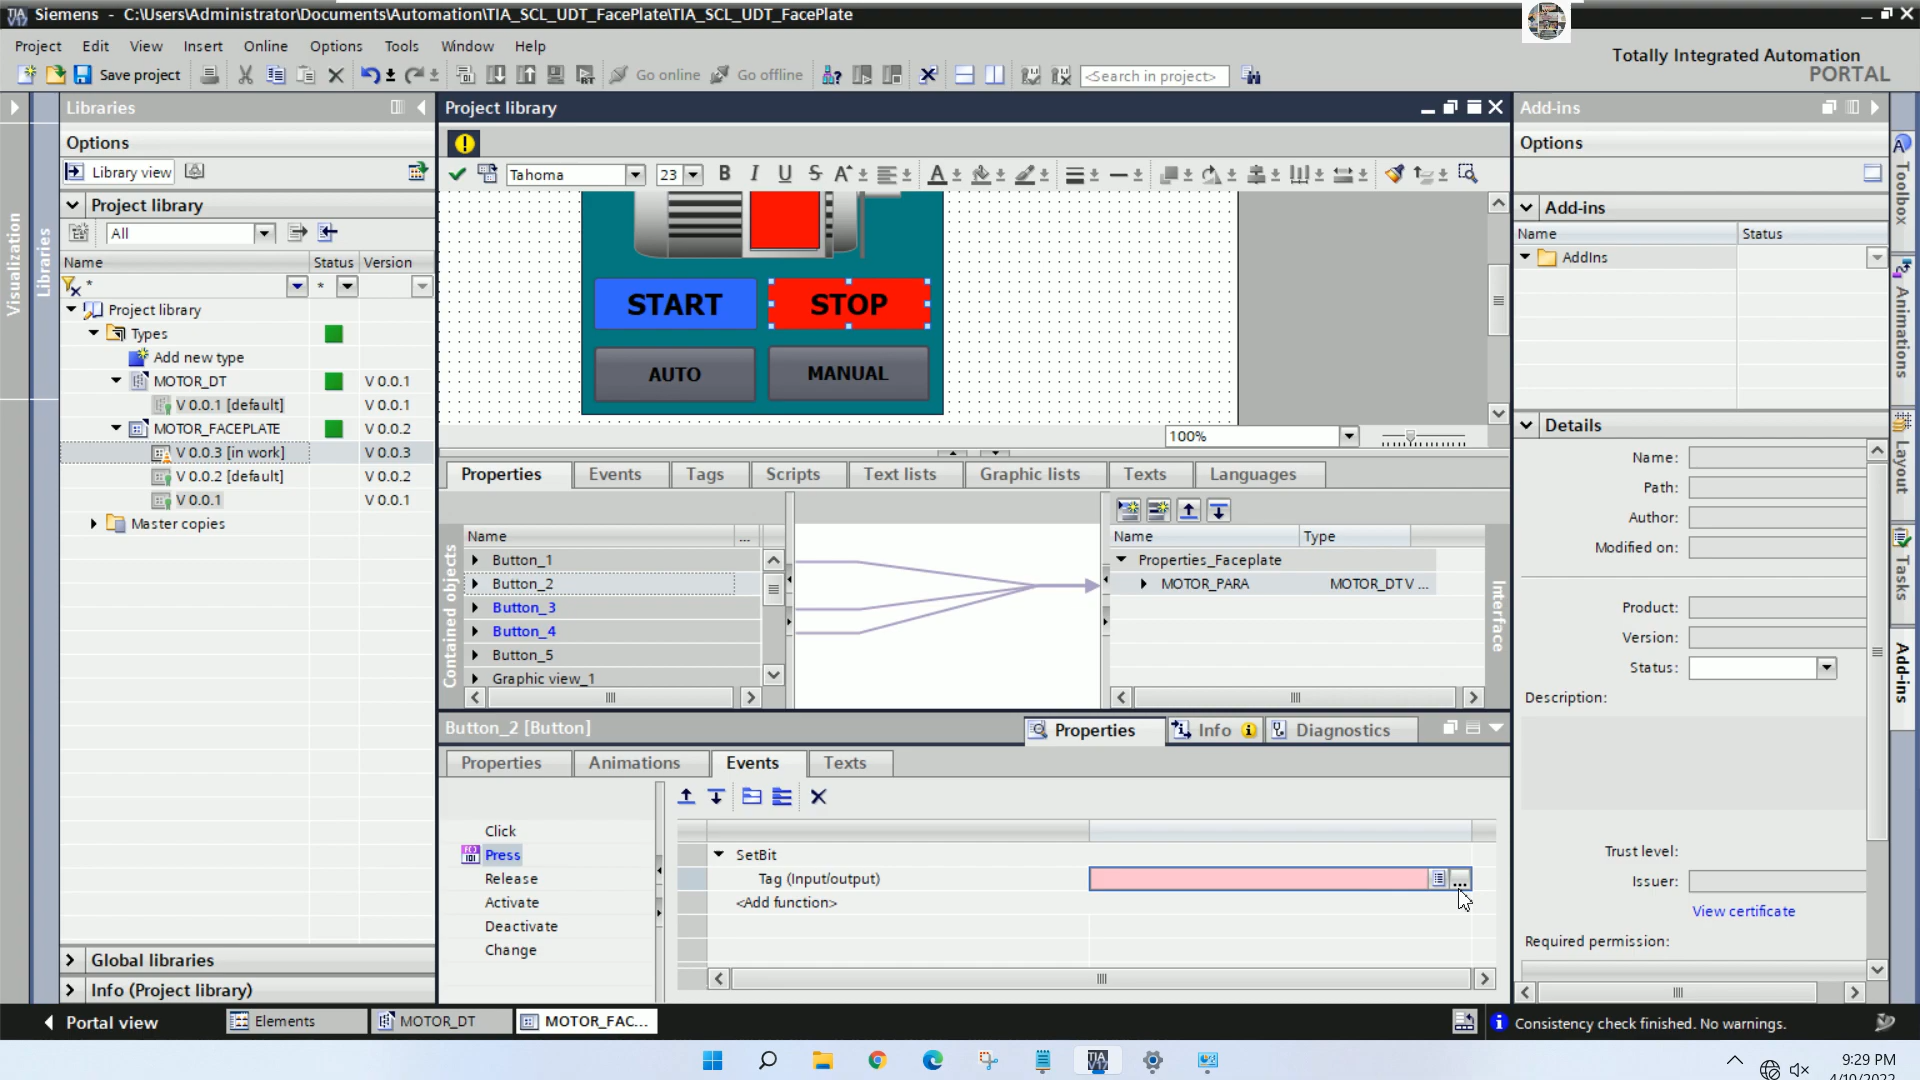 Siemens - C:\Users\Administrator\Documents\Automation\TIA_SCL_UDT_FacePlate\TIA_SCL_UDT_FacePlate
Project Edit View Insert Online Options Tools Window Help
Totally Integrated Automation
PORTAL
Save project
Go online
Go offline
<Search in project>
Libraries
Project library
Add-ins
Options
Options
Library view
Tahoma
23
B I U S A
Project library
Add-ins
All
Name
Status
Name Status Version
AddIns
*
*
Project library
Types
Add new type
MOTOR_DT V 0.0.1
V 0.0.1 [default] V 0.0.1
MOTOR_FACEPLATE V 0.0.2
V 0.0.3 [in work] V 0.0.3
V 0.0.2 [default] V 0.0.2
V 0.0.1 V 0.0.1
Master copies
START
STOP
AUTO
MANUAL
100%
Properties Events Tags Scripts Text lists Graphic lists Texts Languages
Name ...
Button_1
Button_2
Button_3
Button_4
Button_5
Graphic view_1
Contained objects
Name Type
Properties_Faceplate
MOTOR_PARA MOTOR_DT V ...
Interface
Button_2 [Button]
Properties Info Diagnostics
Properties Animations Events Texts
Click
Press
Release
Activate
Deactivate
Change
SetBit
Tag (Input/output)
...
<Add function>
Details
Name:
Path:
Author:
Modified on:
Product:
Version:
Status:
Description:
Trust level:
Issuer:
View certificate
Required permission:
Visualization
Libraries
Toolbox
Animations
Layout
Tasks
Add-ins
Global libraries
Info (Project library)
Portal view
Elements
MOTOR_DT
MOTOR_FAC...
Consistency check finished. No warnings.
9:29 PM
4/10/2022